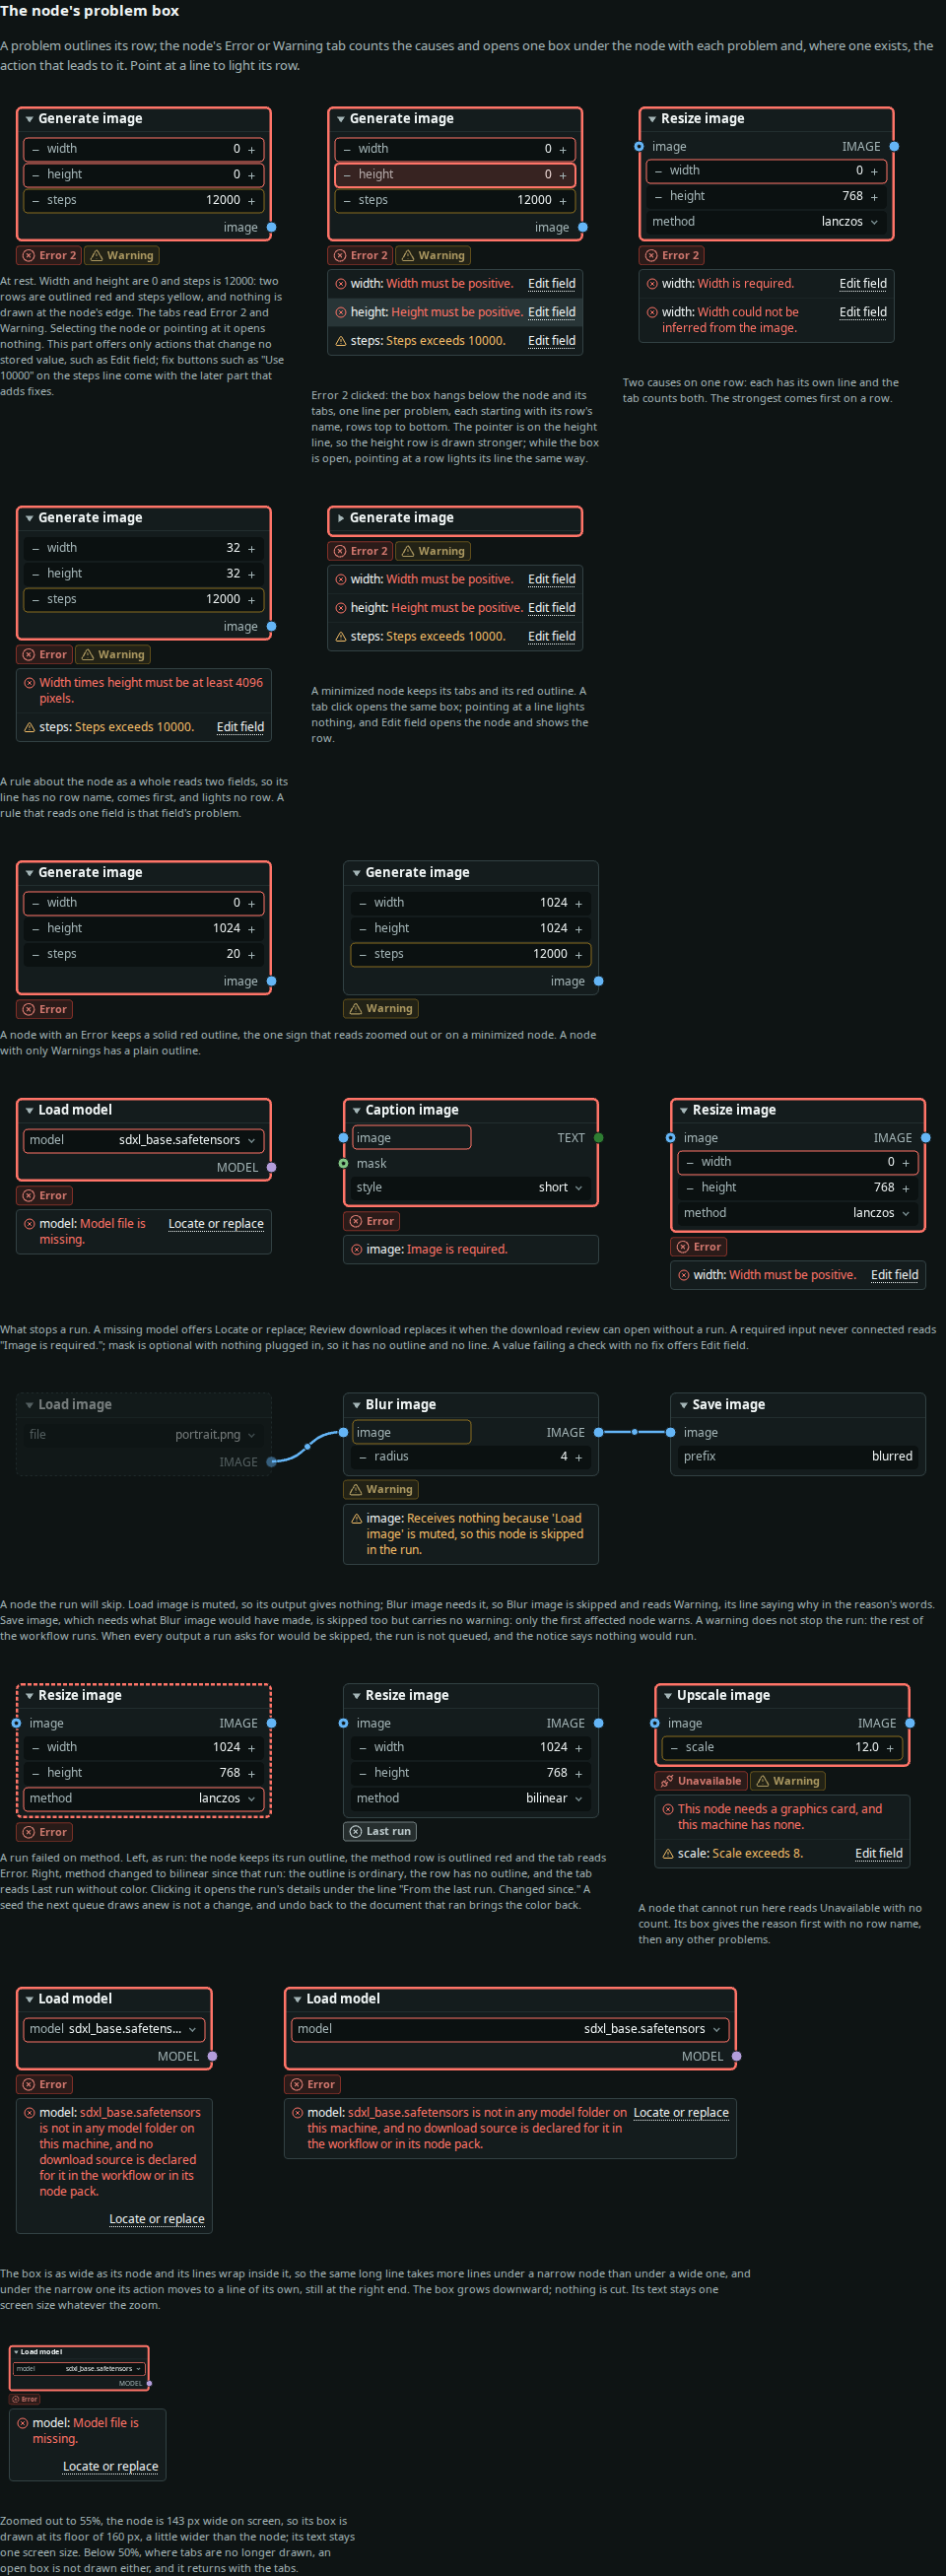 The node's problem box
A problem outlines its row; the node's Error or Warning tab counts the causes and opens one box under the node with each problem and, where one exists, the
action that leads to it. Point at a line to light its row.
Generate image
– width 0 +
– height 0 +
– steps 12000 +
image
Error 2 Warning
At rest. Width and height are 0 and steps is 12000: two
rows are outlined red and steps yellow, and nothing is
drawn at the node's edge. The tabs read Error 2 and
Warning. Selecting the node or pointing at it opens
nothing. This part offers only actions that change no
stored value, such as Edit field; fix buttons such as "Use
10000" on the steps line come with the later part that
adds fixes.
Generate image
– width 0 +
– height 0 +
– steps 12000 +
image
Error 2 Warning
width: Width must be positive. Edit field
height: Height must be positive. Edit field
steps: Steps exceeds 10000. Edit field
Error 2 clicked: the box hangs below the node and its
tabs, one line per problem, each starting with its row's
name, rows top to bottom. The pointer is on the height
line, so the height row is drawn stronger; while the box
is open, pointing at a row lights its line the same way.
Resize image
image IMAGE
– width 0 +
– height 768 +
method lanczos
Error 2
width: Width is required. Edit field
width: Width could not be Edit field
inferred from the image.
Two causes on one row: each has its own line and the
tab counts both. The strongest comes first on a row.
Generate image
– width 32 +
– height 32 +
– steps 12000 +
image
Error Warning
Width times height must be at least 4096
pixels.
steps: Steps exceeds 10000. Edit field
A rule about the node as a whole reads two fields, so its
line has no row name, comes first, and lights no row. A
rule that reads one field is that field's problem.
Generate image
Error 2 Warning
width: Width must be positive. Edit field
height: Height must be positive. Edit field
steps: Steps exceeds 10000. Edit field
A minimized node keeps its tabs and its red outline. A
tab click opens the same box; pointing at a line lights
nothing, and Edit field opens the node and shows the
row.
Generate image
– width 0 +
– height 1024 +
– steps 20 +
image
Error
Generate image
– width 1024 +
– height 1024 +
– steps 12000 +
image
Warning
A node with an Error keeps a solid red outline, the one sign that reads zoomed out or on a minimized node. A node
with only Warnings has a plain outline.
Load model
model sdxl_base.safetensors
MODEL
Error
model: Model file is Locate or replace
missing.
Caption image
image TEXT
mask
style short
Error
image: Image is required.
Resize image
image IMAGE
– width 0 +
– height 768 +
method lanczos
Error
width: Width must be positive. Edit field
What stops a run. A missing model offers Locate or replace; Review download replaces it when the download review can open without a run. A required input never connected reads
"Image is required."; mask is optional with nothing plugged in, so it has no outline and no line. A value failing a check with no fix offers Edit field.
Load image
file portrait.png
IMAGE
Blur image
image IMAGE
– radius 4 +
Warning
image: Receives nothing because 'Load
image' is muted, so this node is skipped
in the run.
Save image
image
prefix blurred
A node the run will skip. Load image is muted, so its output gives nothing; Blur image needs it, so Blur image is skipped and reads Warning, its line saying why in the reason's words.
Save image, which needs what Blur image would have made, is skipped too but carries no warning: only the first affected node warns. A warning does not stop the run: the rest of
the workflow runs. When every output a run asks for would be skipped, the run is not queued, and the notice says nothing would run.
Resize image
image IMAGE
– width 1024 +
– height 768 +
method lanczos
Error
Resize image
image IMAGE
– width 1024 +
– height 768 +
method bilinear
Last run
A run failed on method. Left, as run: the node keeps its run outline, the method row is outlined red and the tab reads
Error. Right, method changed to bilinear since that run: the outline is ordinary, the row has no outline, and the tab
reads Last run without color. Clicking it opens the run's details under the line "From the last run. Changed since." A
seed the next queue draws anew is not a change, and undo back to the document that ran brings the color back.
Upscale image
image IMAGE
– scale 12.0 +
Unavailable Warning
This node needs a graphics card, and
this machine has none.
scale: Scale exceeds 8. Edit field
A node that cannot run here reads Unavailable with no
count. Its box gives the reason first with no row name,
then any other problems.
Load model
model sdxl_base.safetens...
MODEL
Error
model: sdxl_base.safetensors
is not in any model folder on
this machine, and no
download source is declared
for it in the workflow or in its
node pack.
Locate or replace
Load model
model sdxl_base.safetensors
MODEL
Error
model: sdxl_base.safetensors is not in any model folder on Locate or replace
this machine, and no download source is declared for it in
the workflow or in its node pack.
The box is as wide as its node and its lines wrap inside it, so the same long line takes more lines under a narrow node than under a wide one, and
under the narrow one its action moves to a line of its own, still at the right end. The box grows downward; nothing is cut. Its text stays one
screen size whatever the zoom.
Load model
model sdxl_base.safetensors
MODEL
Error
model: Model file is
missing.
Locate or replace
Zoomed out to 55%, the node is 143 px wide on screen, so its box is
drawn at its floor of 160 px, a little wider than the node; its text stays
one screen size. Below 50%, where tabs are no longer drawn, an
open box is not drawn either, and it returns with the tabs.